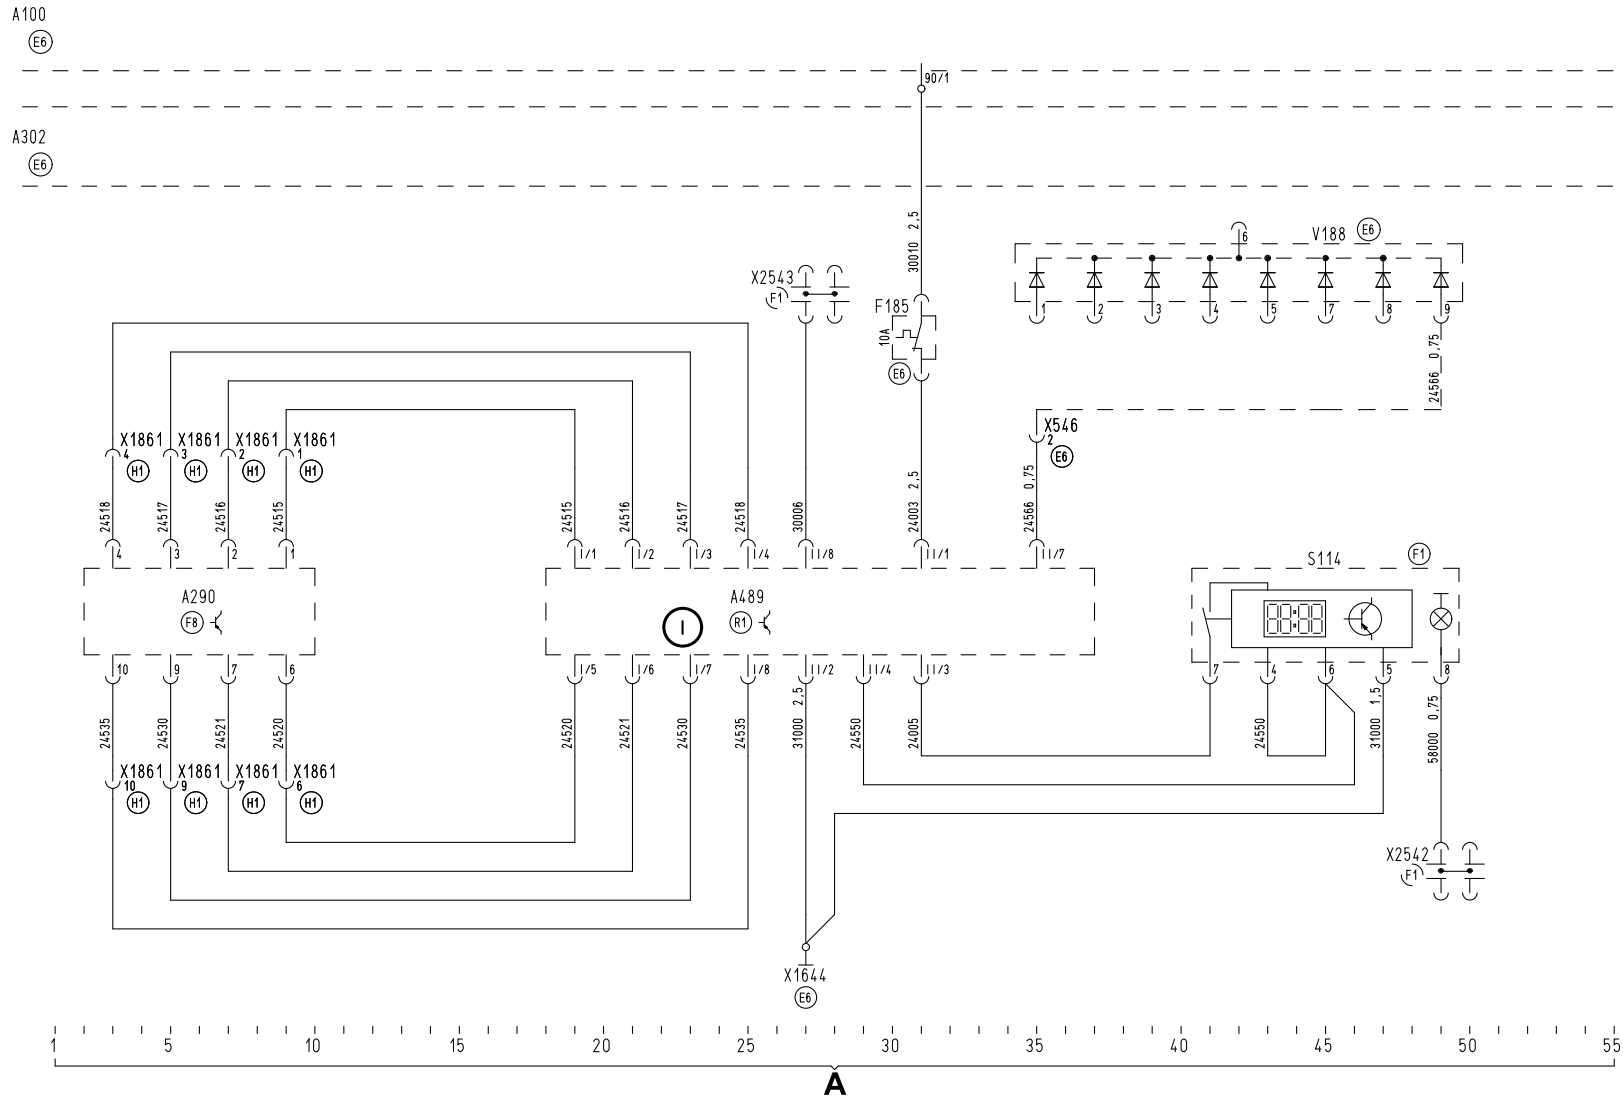 A100
E6
90/1
A302
E6
30010 2,5
6
V188 E6
X2543
F1
1 2 3 4 5 7 8 9
F185
10A
E6
24566 0,75
X1861 X1861 X1861 X1861
4 3 2 1
H1 H1 H1 H1
X546
2
E6
24518 24517 24516 24515 24515 24516 24517 24518 30006 24003 2,5 24566 0,75
4 3 2 1 I/1 I/2 I/3 I/4 II/8 II/1 II/7
S114 F1
A290
F8
A489
I R1
88:88
10 9 7 6 I/5 I/6 I/7 I/8 II/2 II/4 II/3 7 4 6 5 8
24535 24530 24521 24520 24520 24521 24530 24535 31000 2,5 24550 24005 24550 31000 1,5 58000 0,75
X1861 X1861 X1861 X1861
10 9 7 6
H1 H1 H1 H1
X2542
F1
X1644
E6
1 5 10 15 20 25 30 35 40 45 50 55
A